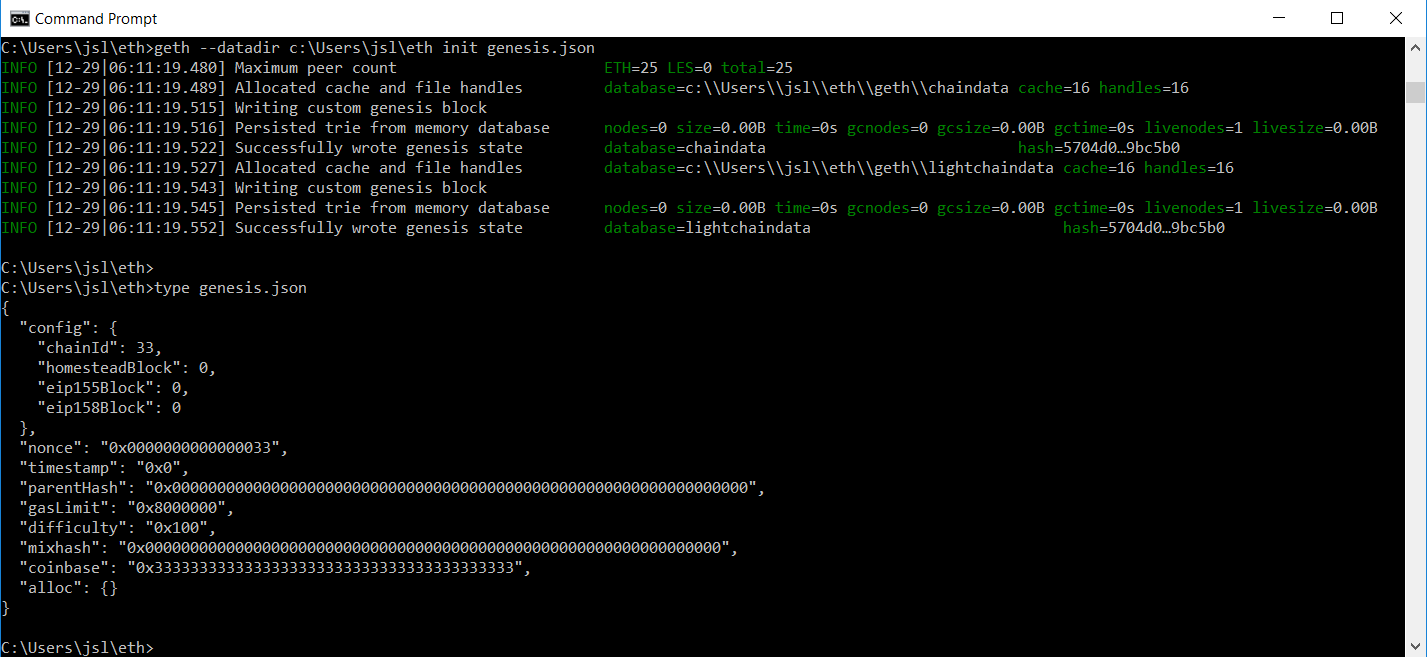 Command Prompt
C:\Users\jsl\eth>geth --datadir c:\Users\jsl\eth init genesis.json
INFO [12-29|06:11:19.480] Maximum peer count                       ETH=25 LES=0 total=25
INFO [12-29|06:11:19.489] Allocated cache and file handles         database=c:\\Users\\jsl\\eth\\geth\\chaindata cache=16 handles=16
INFO [12-29|06:11:19.515] Writing custom genesis block
INFO [12-29|06:11:19.516] Persisted trie from memory database      nodes=0 size=0.00B time=0s gcnodes=0 gcsize=0.00B gctime=0s livenodes=1 livesize=0.00B
INFO [12-29|06:11:19.522] Successfully wrote genesis state         database=chaindata                            hash=5704d0…9bc5b0
INFO [12-29|06:11:19.527] Allocated cache and file handles         database=c:\\Users\\jsl\\eth\\geth\\lightchaindata cache=16 handles=16
INFO [12-29|06:11:19.543] Writing custom genesis block
INFO [12-29|06:11:19.545] Persisted trie from memory database      nodes=0 size=0.00B time=0s gcnodes=0 gcsize=0.00B gctime=0s livenodes=1 livesize=0.00B
INFO [12-29|06:11:19.552] Successfully wrote genesis state         database=lightchaindata                            hash=5704d0…9bc5b0
C:\Users\jsl\eth>
C:\Users\jsl\eth>type genesis.json
{
  "config": {
    "chainId": 33,
    "homesteadBlock": 0,
    "eip155Block": 0,
    "eip158Block": 0
  },
  "nonce": "0x0000000000000033",
  "timestamp": "0x0",
  "parentHash": "0x0000000000000000000000000000000000000000000000000000000000000000",
  "gasLimit": "0x8000000",
  "difficulty": "0x100",
  "mixhash": "0x0000000000000000000000000000000000000000000000000000000000000000",
  "coinbase": "0x3333333333333333333333333333333333333333",
  "alloc": {}
}
C:\Users\jsl\eth>